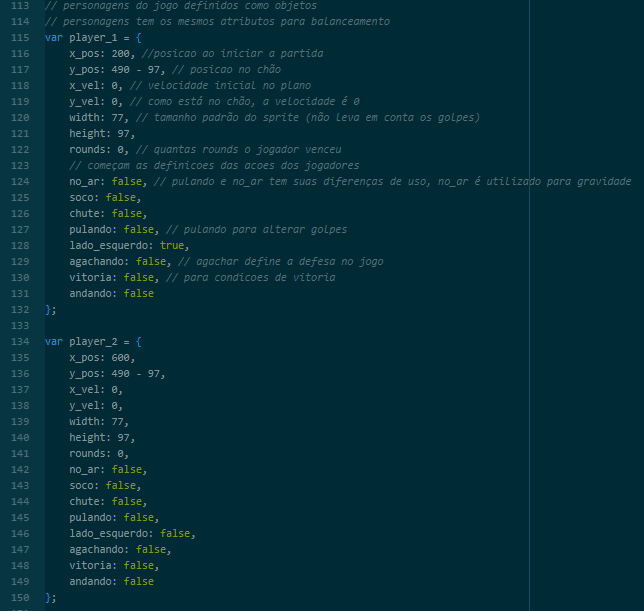 113 // personagens do jogo definidos como objetos
114 // personagens tem os mesmos atributos para balanceamento
115 var player_1 = {
116 x_pos: 200, //posicao ao iniciar a partida
117 y_pos: 490 - 97, // posicao no chão
118 x_vel: 0, // velocidade inicial no plano
119 y_vel: 0, // como está no chão, a velocidade é 0
120 width: 77, // tamanho padrão do sprite (não leva em conta os golpes)
121 height: 97,
122 rounds: 0, // quantas rounds o jogador venceu
123 // começam as definicoes das acoes dos jogadores
124 no_ar: false, // pulando e no_ar tem suas diferenças de uso, no_ar é utilizado para gravidade
125 soco: false,
126 chute: false,
127 pulando: false, // pulando para alterar golpes
128 lado_esquerdo: true,
129 agachando: false, // agachar define a defesa no jogo
130 vitoria: false, // para condicoes de vitoria
131 andando: false
132 };
133
134 var player_2 = {
135 x_pos: 600,
136 y_pos: 490 - 97,
137 x_vel: 0,
138 y_vel: 0,
139 width: 77,
140 height: 97,
141 rounds: 0,
142 no_ar: false,
143 soco: false,
144 chute: false,
145 pulando: false,
146 lado_esquerdo: false,
147 agachando: false,
148 vitoria: false,
149 andando: false
150 };